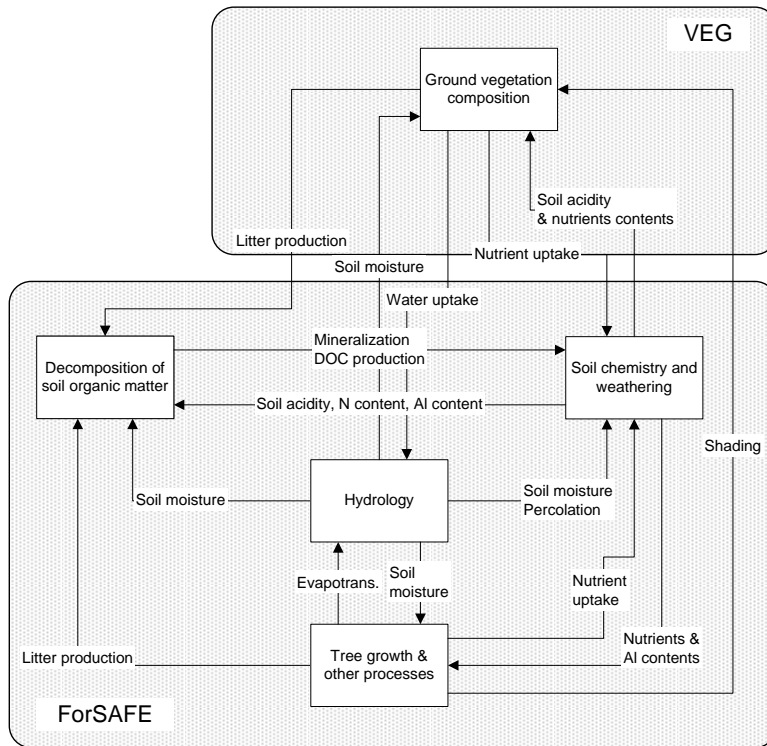 VEG
Ground vegetation
composition
Soil acidity
& nutrients contents
Litter production
Nutrient uptake
Soil moisture
Water uptake
Mineralization
DOC production
Decomposition of
soil organic matter
Soil chemistry and
weathering
Soil acidity, N content, Al content
Shading
Soil moisture
Hydrology
Soil moisture
Percolation
Evapotrans.
Soil
moisture
Nutrient
uptake
Litter production
Tree growth &
other processes
Nutrients &
Al contents
ForSAFE